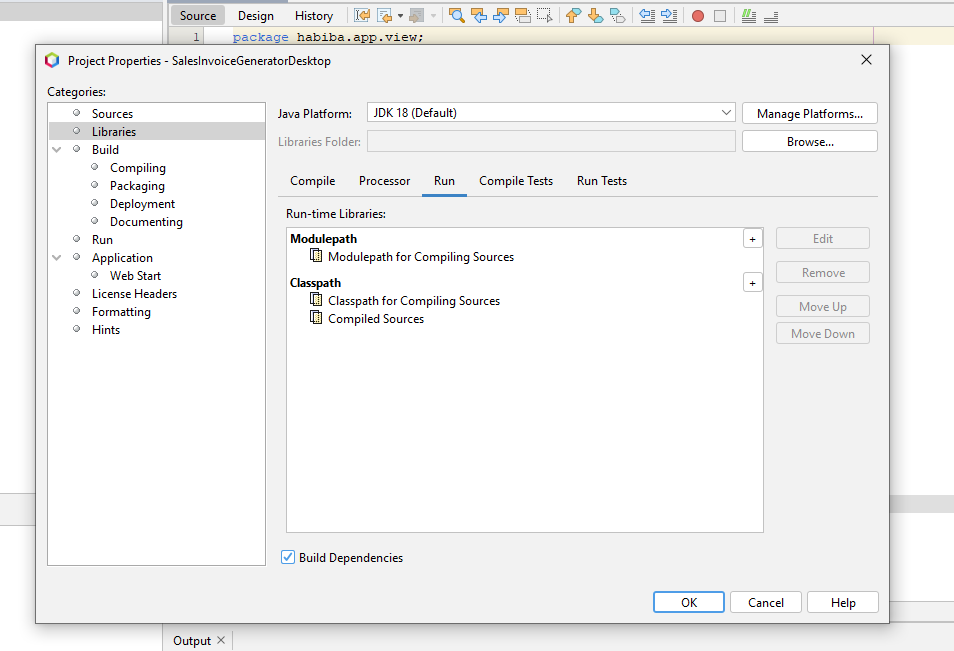 Source Design History
1 package habiba.app.view;
Project Properties - SalesInvoiceGeneratorDesktop
Categories:
Sources
Libraries
Build
Compiling
Packaging
Deployment
Documenting
Run
Application
Web Start
License Headers
Formatting
Hints
Java Platform: JDK 18 (Default) Manage Platforms...
Libraries Folder: Browse...
Compile Processor Run Compile Tests Run Tests
Run-time Libraries:
Modulepath +
Modulepath for Compiling Sources
Classpath +
Classpath for Compiling Sources
Compiled Sources
Edit
Remove
Move Up
Move Down
Build Dependencies
OK Cancel Help
Output